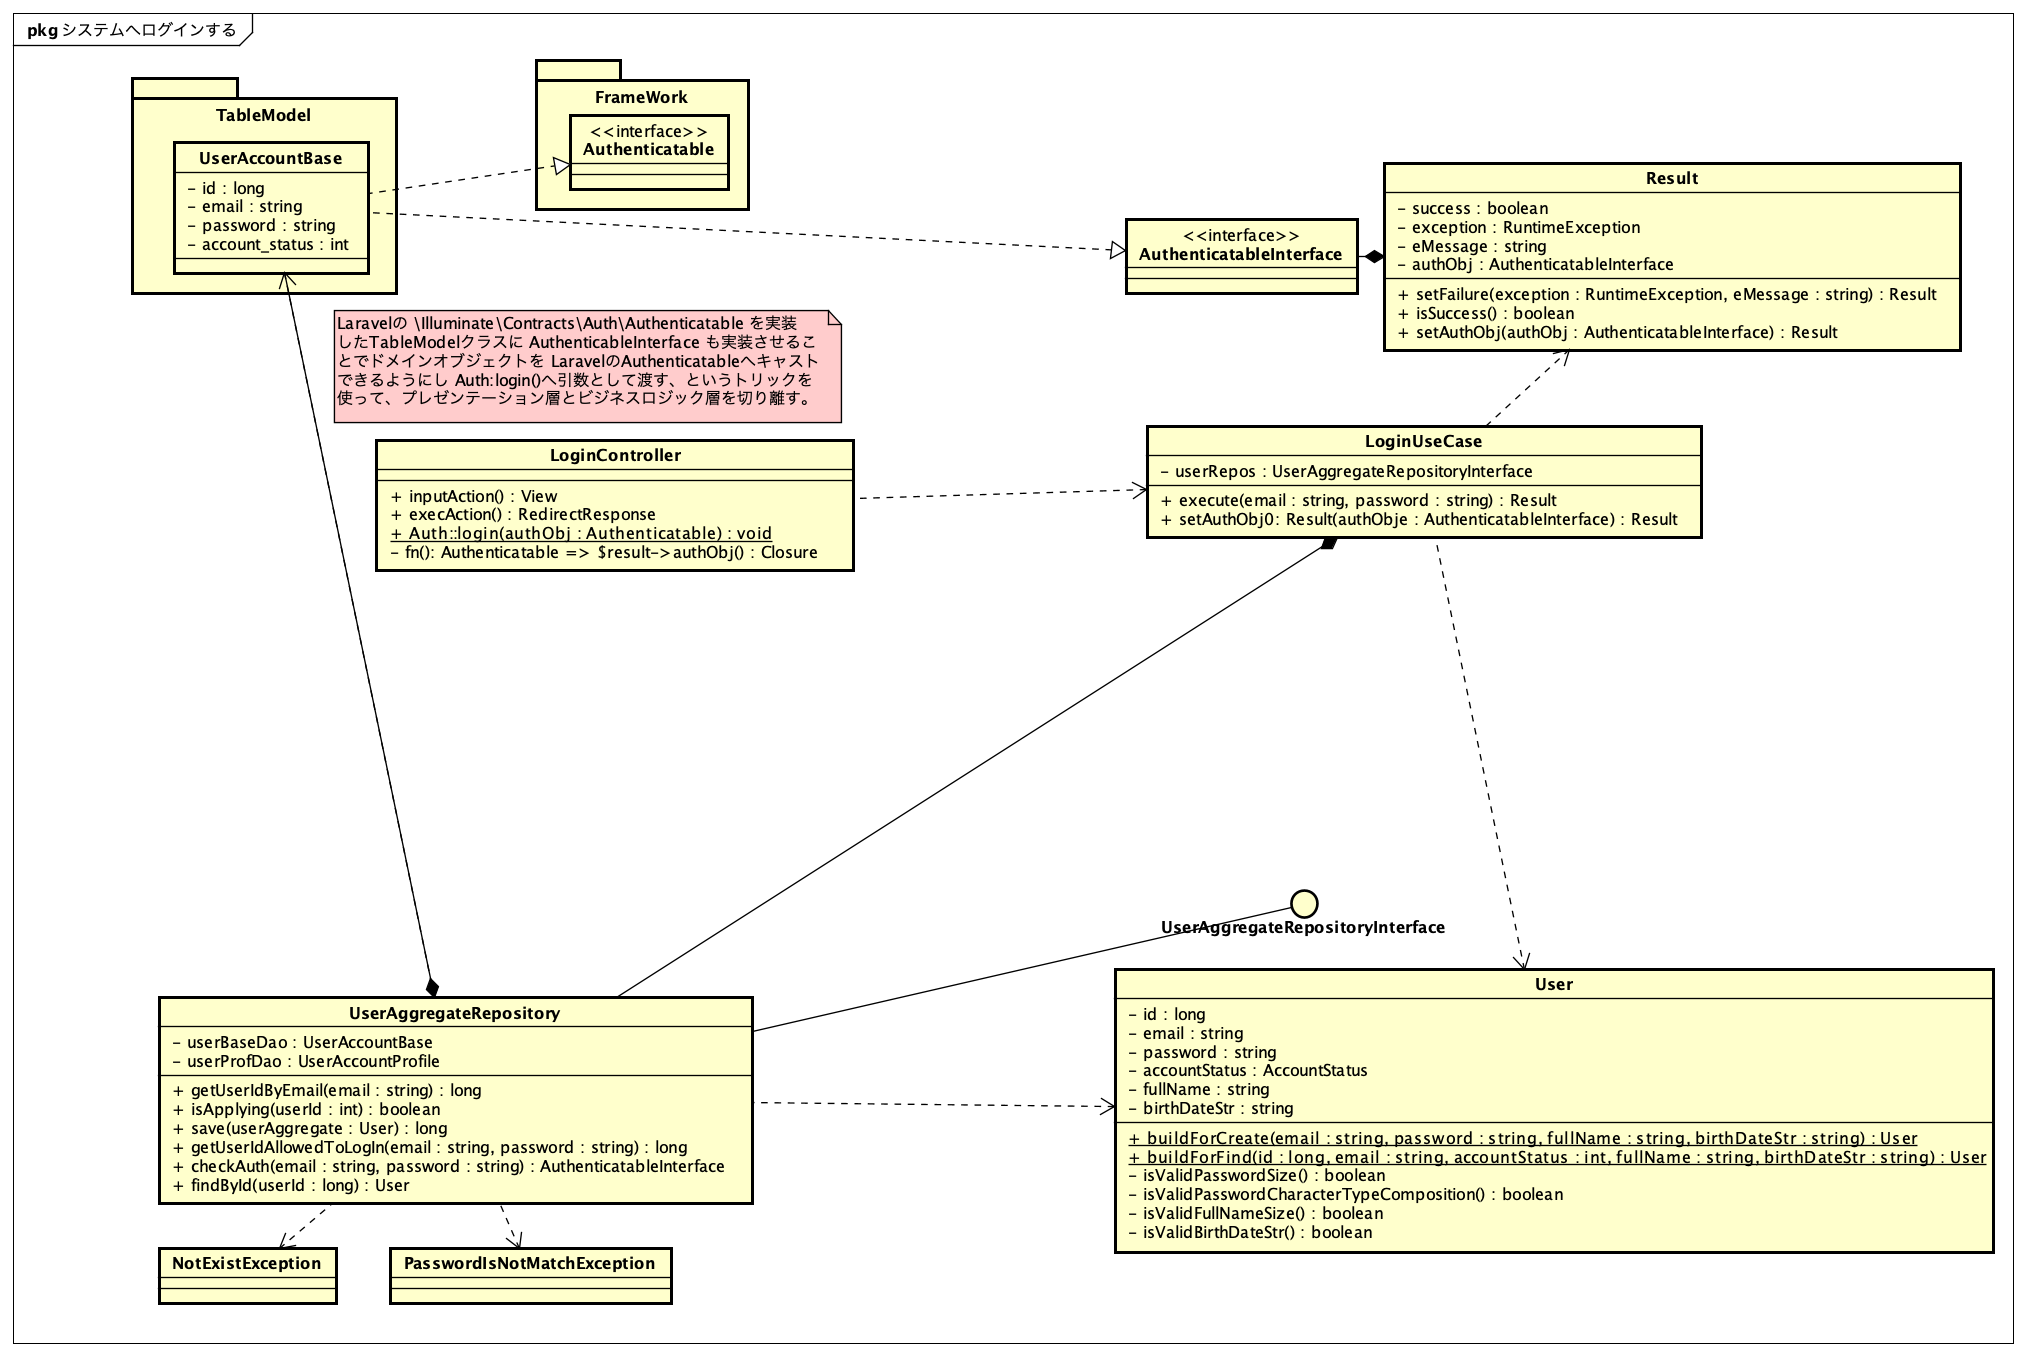 pkg システムへログインする
TableModel
UserAccountBase
- id : long
- email : string
- password : string
- account_status : int
FrameWork
<<interface>>
Authenticatable
<<interface>>
AuthenticatableInterface
Result
- success : boolean
- exception : RuntimeException
- eMessage : string
- authObj : AuthenticatableInterface
+ setFailure(exception : RuntimeException, eMessage : string) : Result
+ isSuccess() : boolean
+ setAuthObj(authObj : AuthenticatableInterface) : Result
Laravelの \Illuminate\Contracts\Auth\Authenticatable を実装
したTableModelクラスに AuthenticableInterface も実装させるこ
とでドメインオブジェクトを LaravelのAuthenticatableへキャスト
できるようにし Auth:login()へ引数として渡す、というトリックを
使って、プレゼンテーション層とビジネスロジック層を切り離す。
LoginController
+ inputAction() : View
+ execAction() : RedirectResponse
+ Auth::login(authObj : Authenticatable) : void
- fn(): Authenticatable => $result->authObj() : Closure
LoginUseCase
- userRepos : UserAggregateRepositoryInterface
+ execute(email : string, password : string) : Result
+ setAuthObj0: Result(authObje : AuthenticatableInterface) : Result
UserAggregateRepositoryInterface
UserAggregateRepository
- userBaseDao : UserAccountBase
- userProfDao : UserAccountProfile
+ getUserIdByEmail(email : string) : long
+ isApplying(userId : int) : boolean
+ save(userAggregate : User) : long
+ getUserIdAllowedToLogIn(email : string, password : string) : long
+ checkAuth(email : string, password : string) : AuthenticatableInterface
+ findById(userId : long) : User
User
- id : long
- email : string
- password : string
- accountStatus : AccountStatus
- fullName : string
- birthDateStr : string
+ buildForCreate(email : string, password : string, fullName : string, birthDateStr : string) : User
+ buildForFind(id : long, email : string, accountStatus : int, fullName : string, birthDateStr : string) : User
- isValidPasswordSize() : boolean
- isValidPasswordCharacterTypeComposition() : boolean
- isValidFullNameSize() : boolean
- isValidBirthDateStr() : boolean
NotExistException
PasswordIsNotMatchException